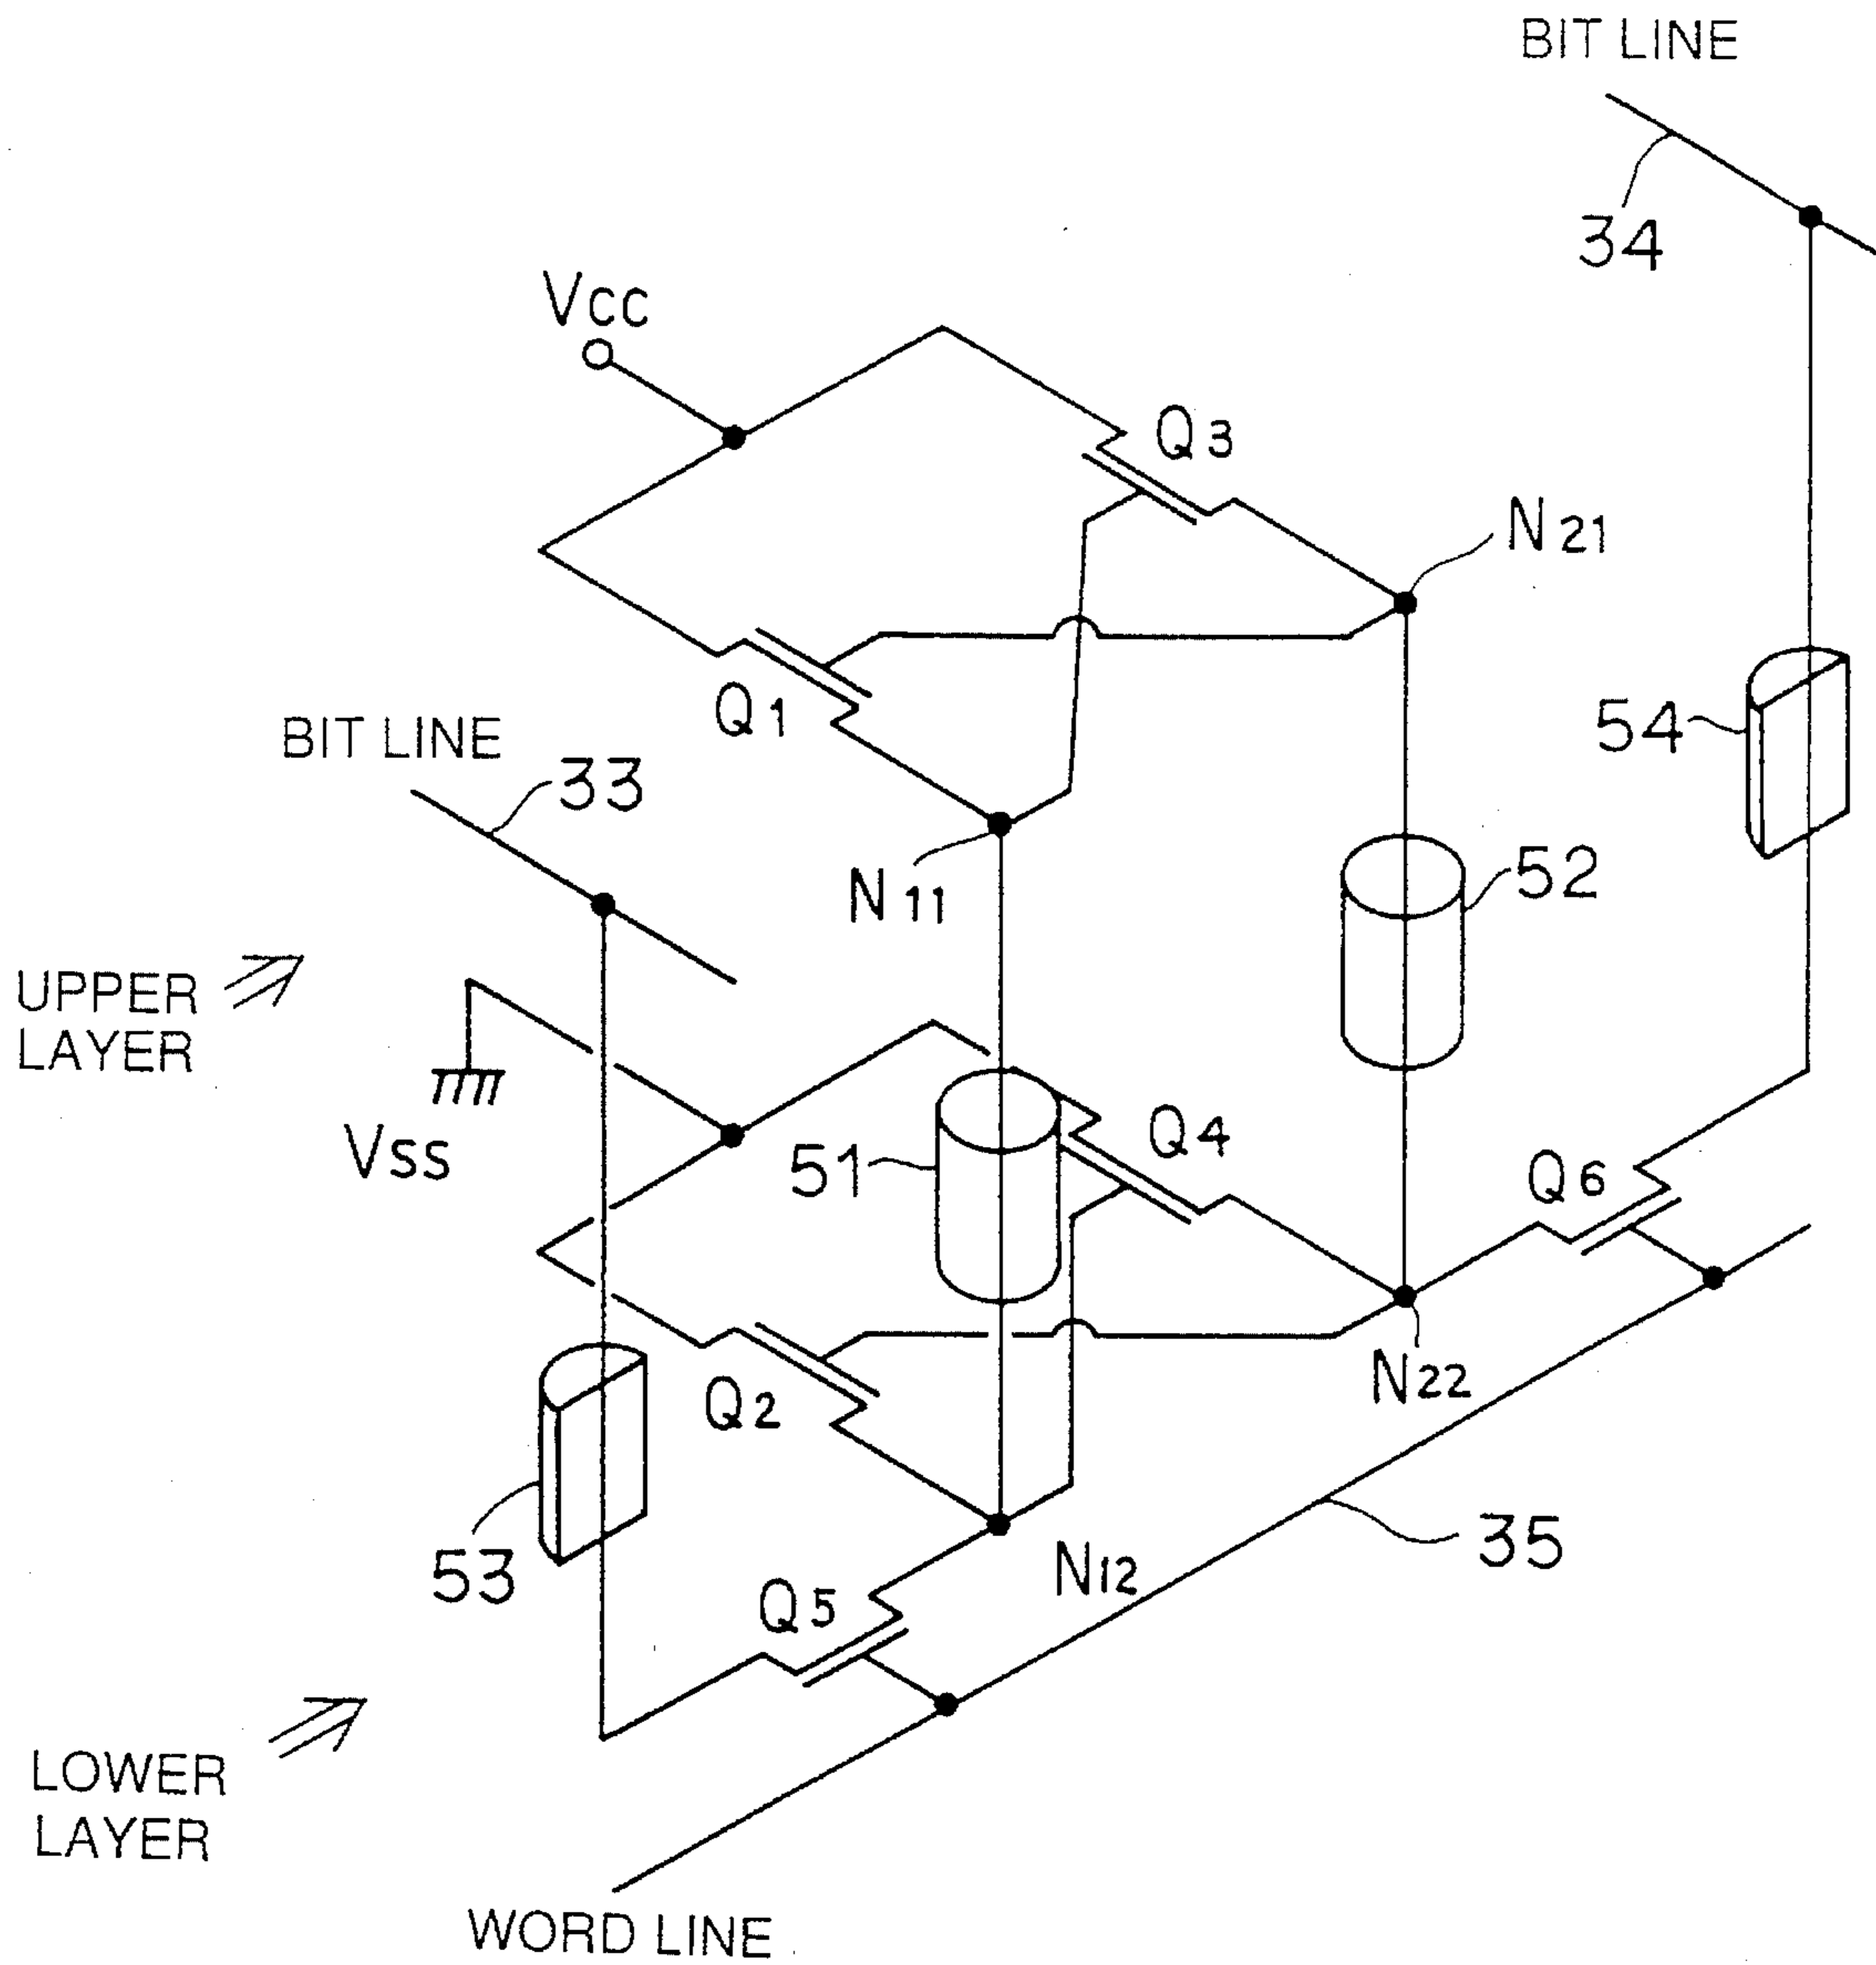 BIT LINE
34
Vcc
Q3
N21
Q1
54
BIT LINE
33
N11
52
UPPER
LAYER
Vss
51
Q4
Q6
Q2
N22
53
Q5
N12
35
LOWER
LAYER
WORD LINE